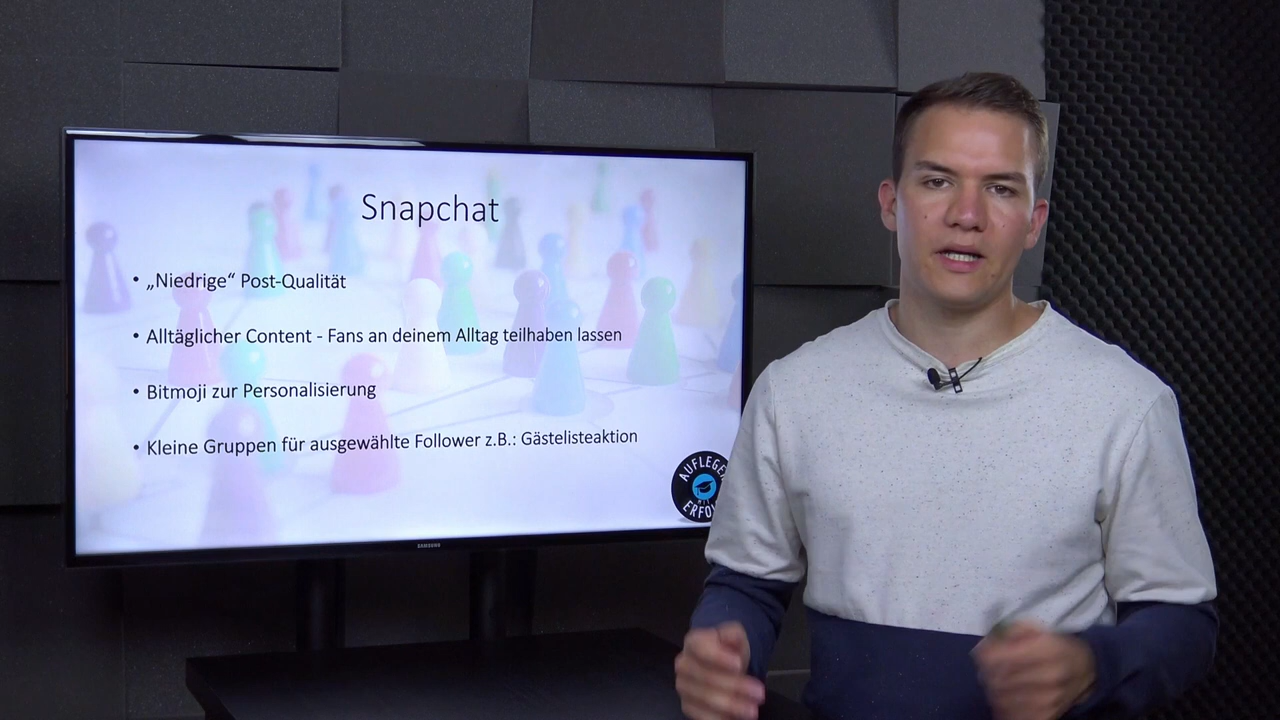 Snapchat
• „Niedrige“ Post-Qualität
• Alltäglicher Content - Fans an deinem Alltag teilhaben lassen
• Bitmoji zur Personalisierung
• Kleine Gruppen für ausgewählte Follower z.B.: Gästelisteaktion
SAMSUNG